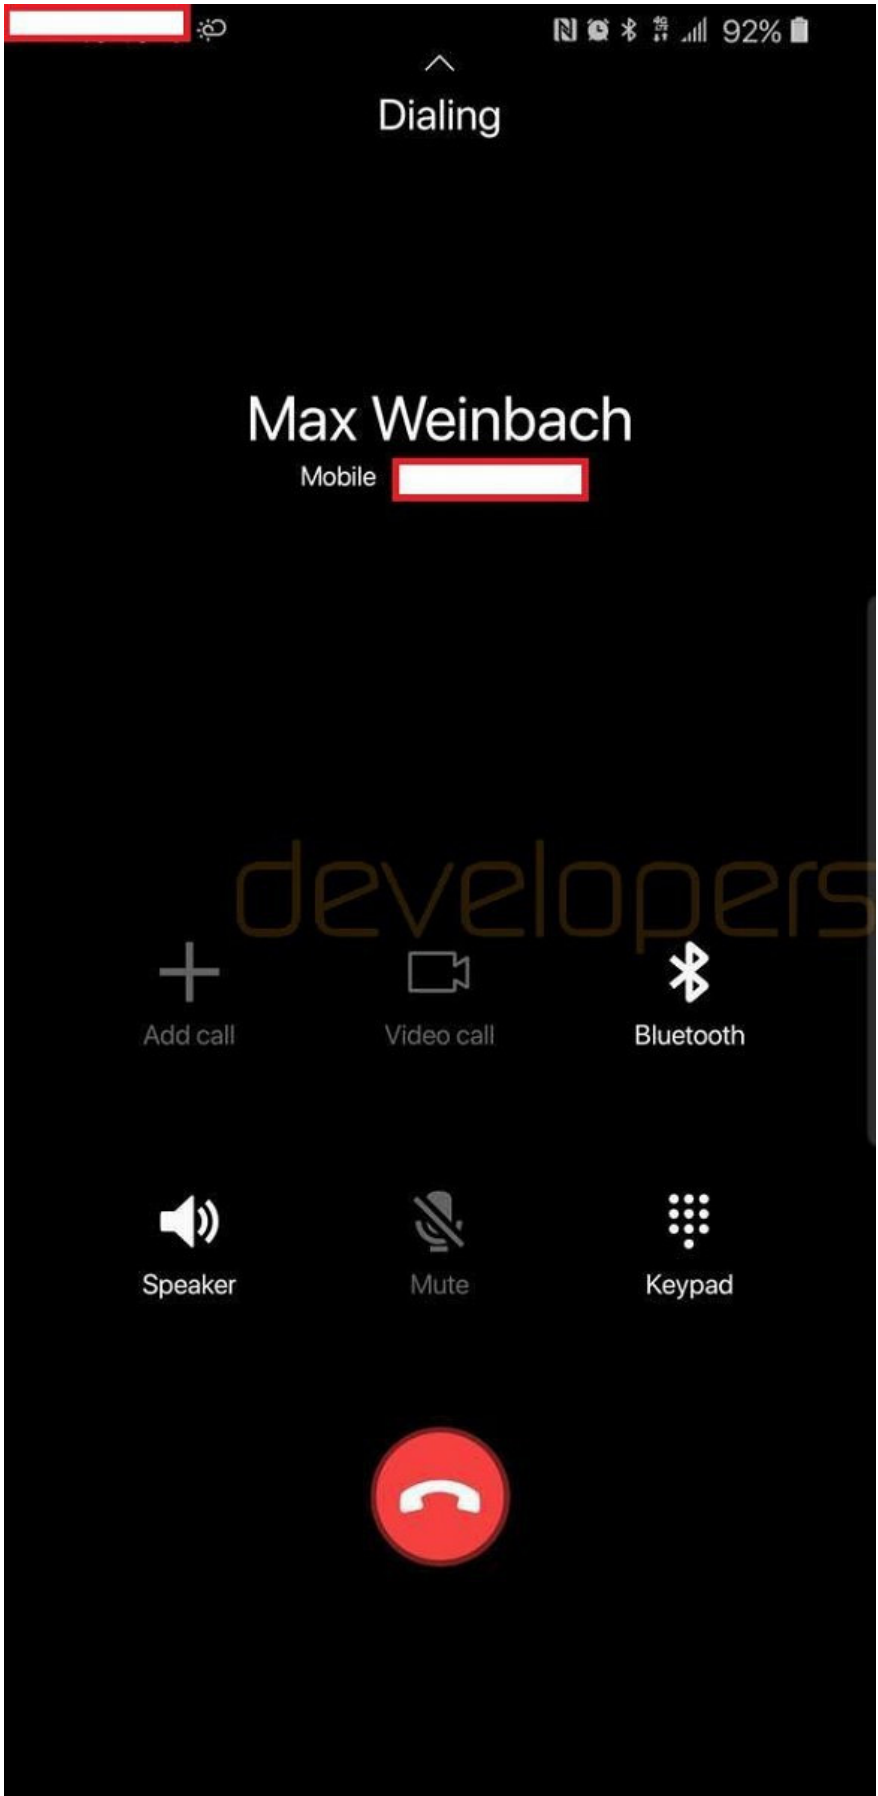 92%
Dialing
Max Weinbach
Mobile
developers
Add call Video call Bluetooth
Speaker Mute Keypad